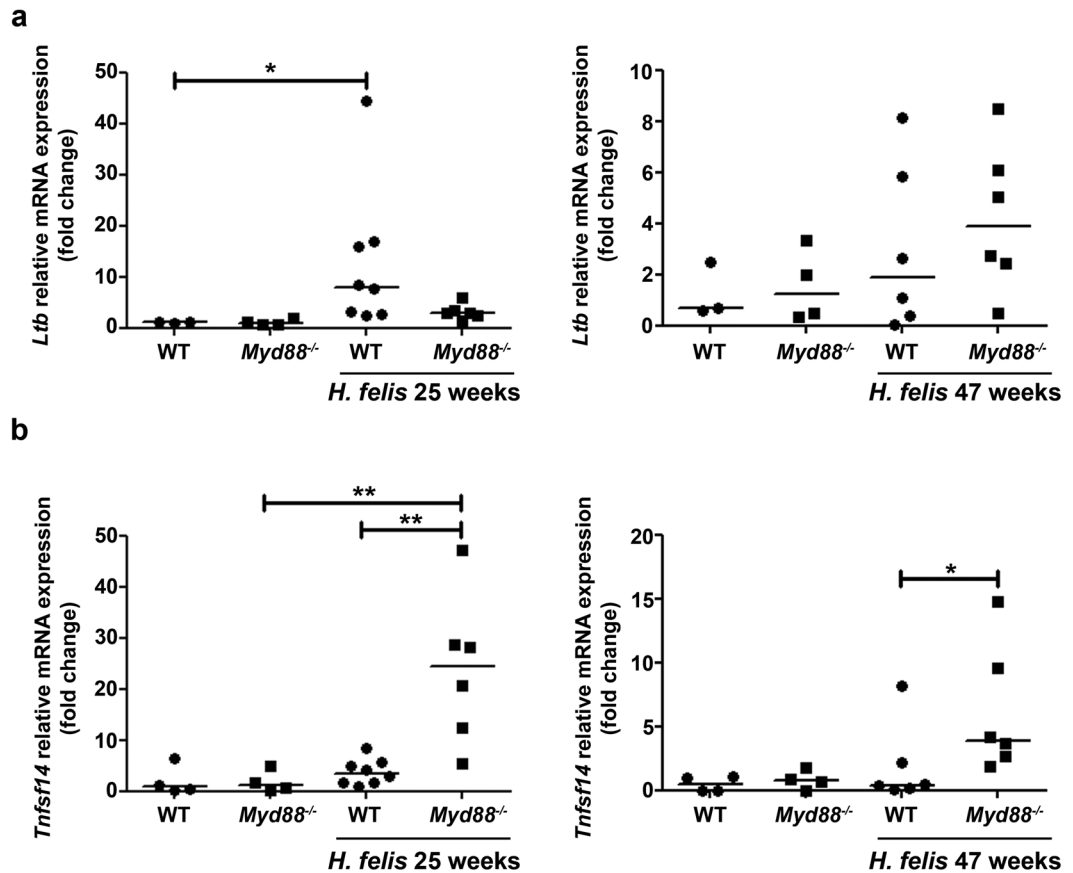 a
Ltb relative mRNA expression
(fold change)
50
40
30
20
10
0
*
WT
Myd88-/-
WT
Myd88-/-
H. felis 25 weeks
Ltb relative mRNA expression
(fold change)
10
8
6
4
2
0
WT
Myd88-/-
WT
Myd88-/-
H. felis 47 weeks
b
Tnfsf14 relative mRNA expression
(fold change)
50
40
30
20
10
0
**
**
WT
Myd88-/-
WT
Myd88-/-
H. felis 25 weeks
Tnfsf14 relative mRNA expression
(fold change)
20
15
10
5
0
*
WT
Myd88-/-
WT
Myd88-/-
H. felis 47 weeks